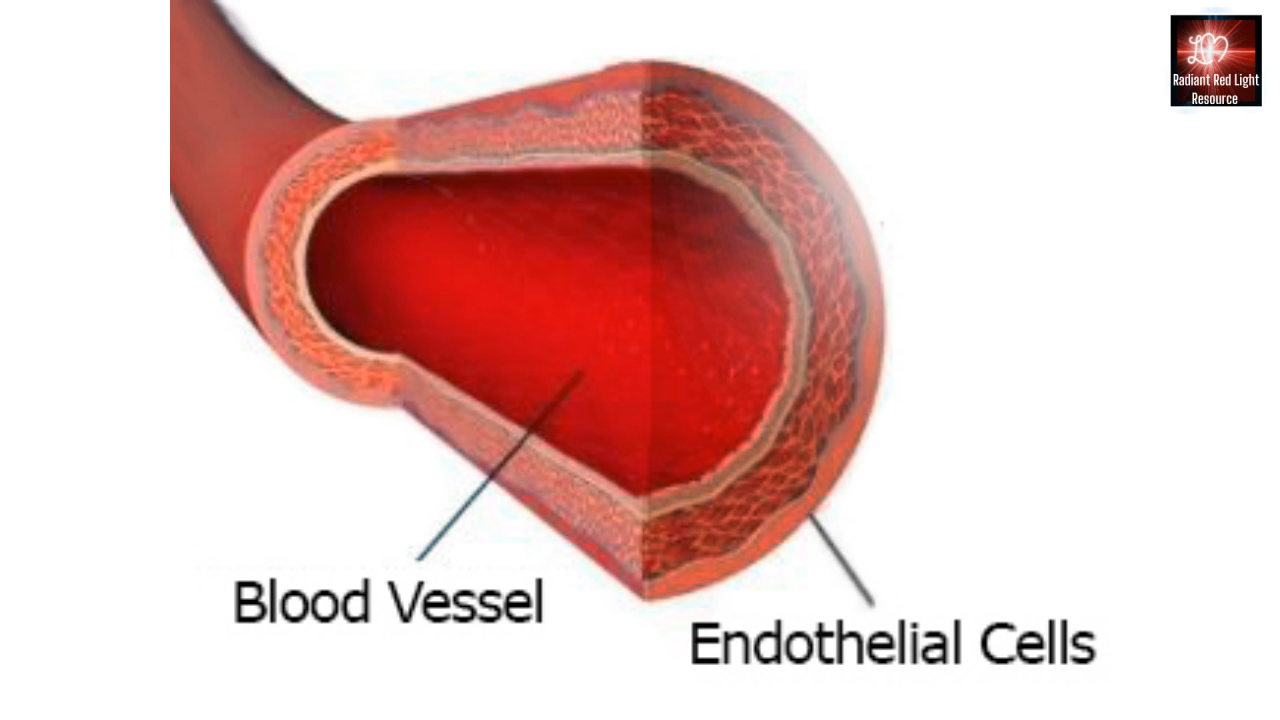 Radiant Red Light
Resource
Blood Vessel
Endothelial Cells